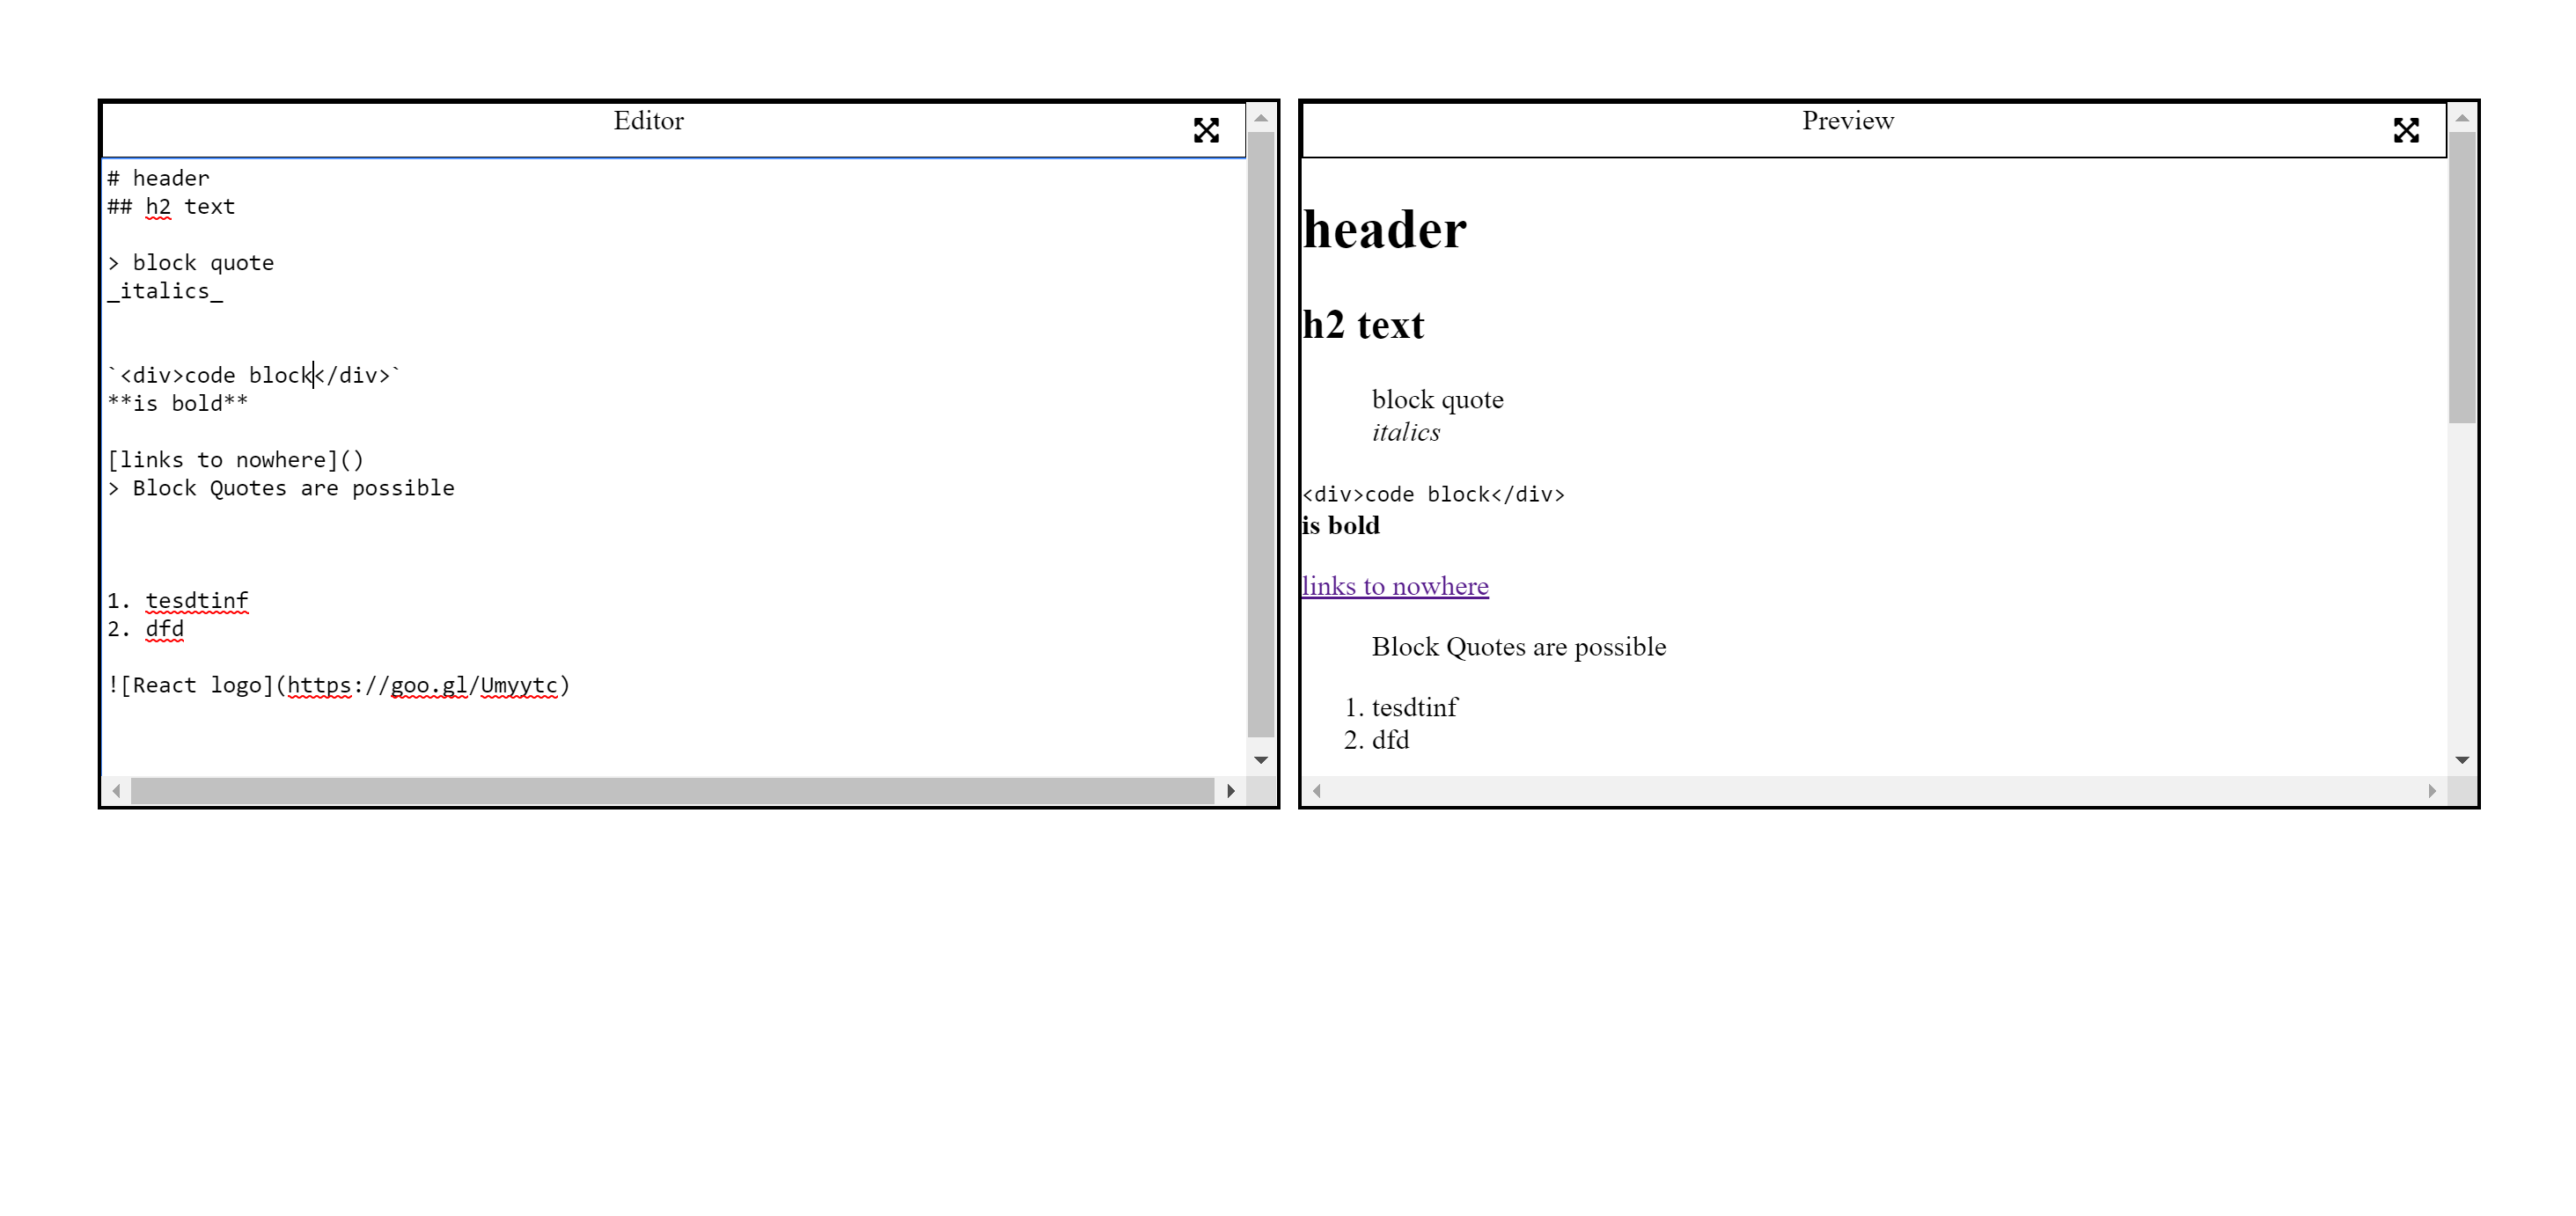 Editor
# header
## h2 text
> block quote
_italics_
`<div>code block</div>`
**is bold**
[links to nowhere]()
> Block Quotes are possible
1. tesdtinf
2. dfd
![React logo](https://goo.gl/Umyytc)
Preview
header
h2 text
block quote
italics
<div>code block</div>
is bold
links to nowhere
Block Quotes are possible
1. tesdtinf
2. dfd